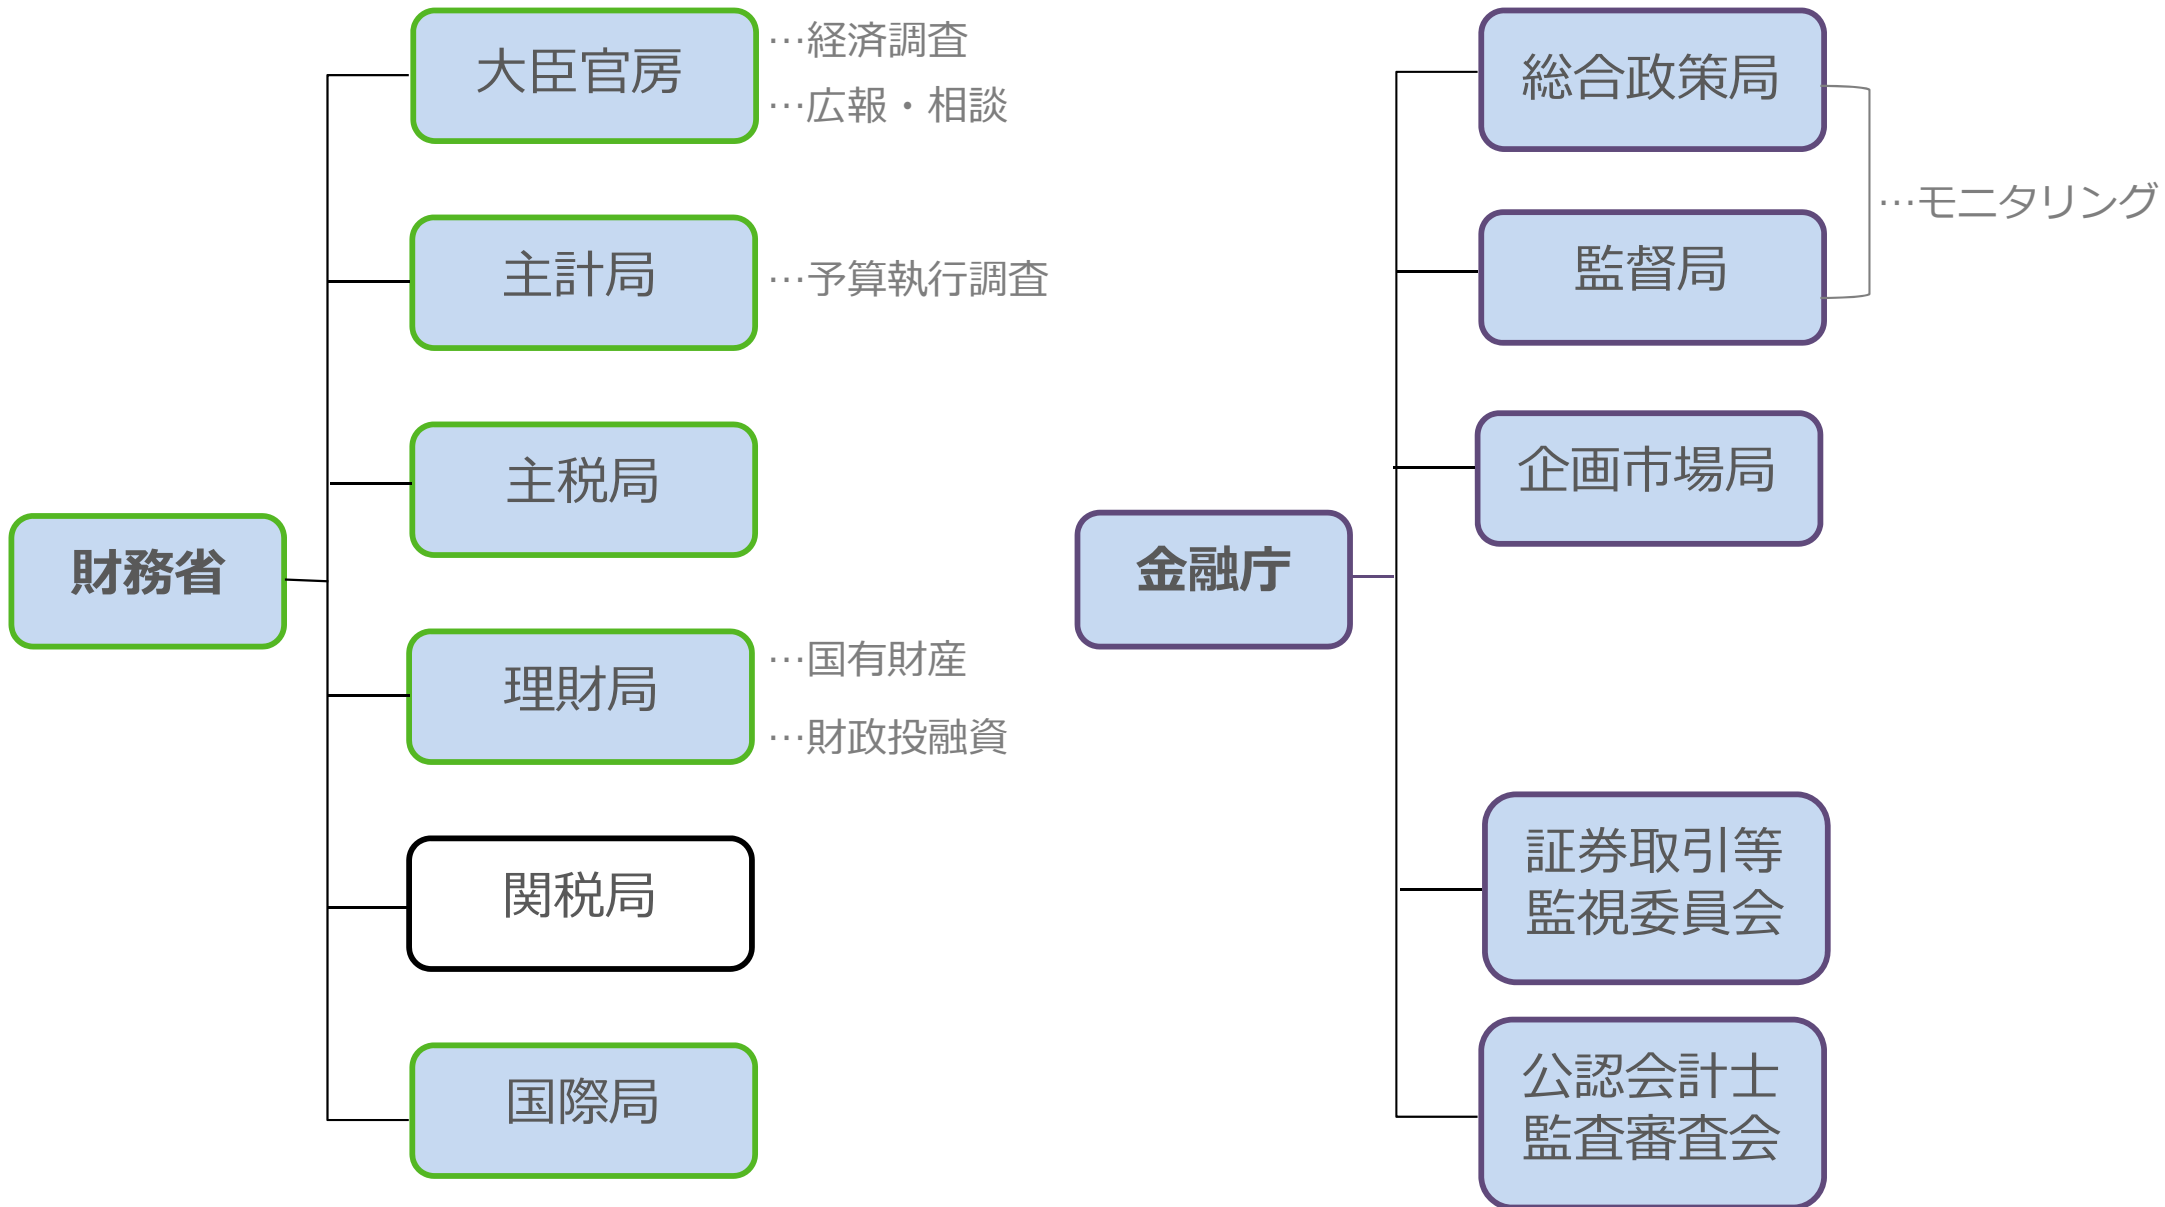 財務省
大臣官房
…経済調査
…広報・相談
主計局
…予算執行調査
主税局
理財局
…国有財産
…財政投融資
関税局
国際局
金融庁
総合政策局
監督局
…モニタリング
企画市場局
証券取引等
監視委員会
公認会計士
監査審査会